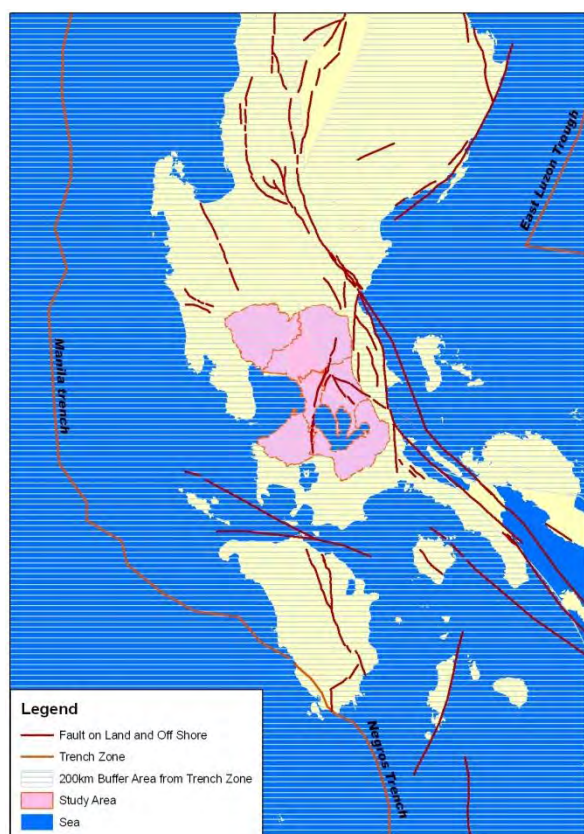 East Luzon Trough
Manila trench
Negros Trench
Legend
Fault on Land and Off Shore
Trench Zone
200km Buffer Area from Trench Zone
Study Area
Sea